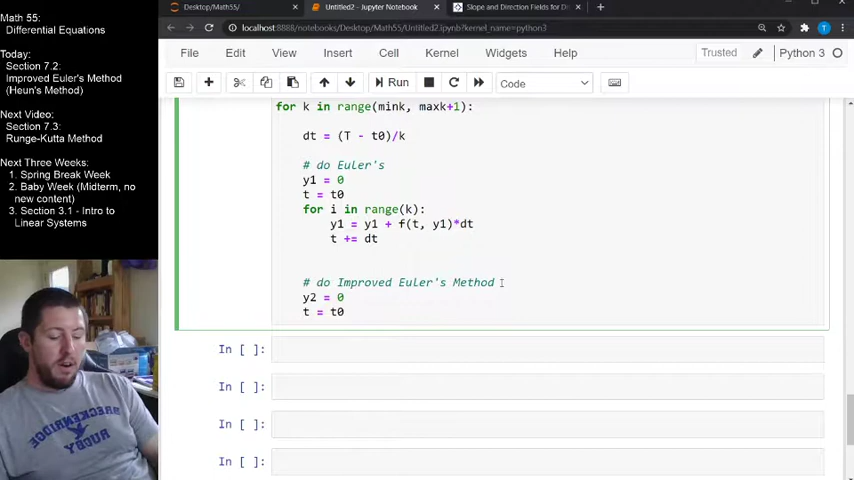 Math 55:
Differential Equations
Today:
Section 7.2:
Improved Euler's Method
(Heun's Method)
Next Video:
Section 7.3:
Runge-Kutta Method
Next Three Weeks:
1. Spring Break Week
2. Baby Week (Midterm, no
new content)
3. Section 3.1 - Intro to
Linear Systems
Desktop/Math55/
Untitled2 - Jupyter Notebook
Slope and Direction Fields for Di
localhost:8888/notebooks/Desktop/Math55/Untitled2.ipynb?kernel_name=python3
T
File Edit View Insert Cell Kernel Widgets Help
Trusted
Python 3
Run
Code
for k in range(mink, maxk+1):
dt = (T - t0)/k
# do Euler's
y1 = 0
t = t0
for i in range(k):
y1 = y1 + f(t, y1)*dt
t += dt
# do Improved Euler's Method
y2 = 0
t = t0
In [ ]:
In [ ]:
In [ ]:
In [ ]:
BRECKENRIDGE
RUGBY